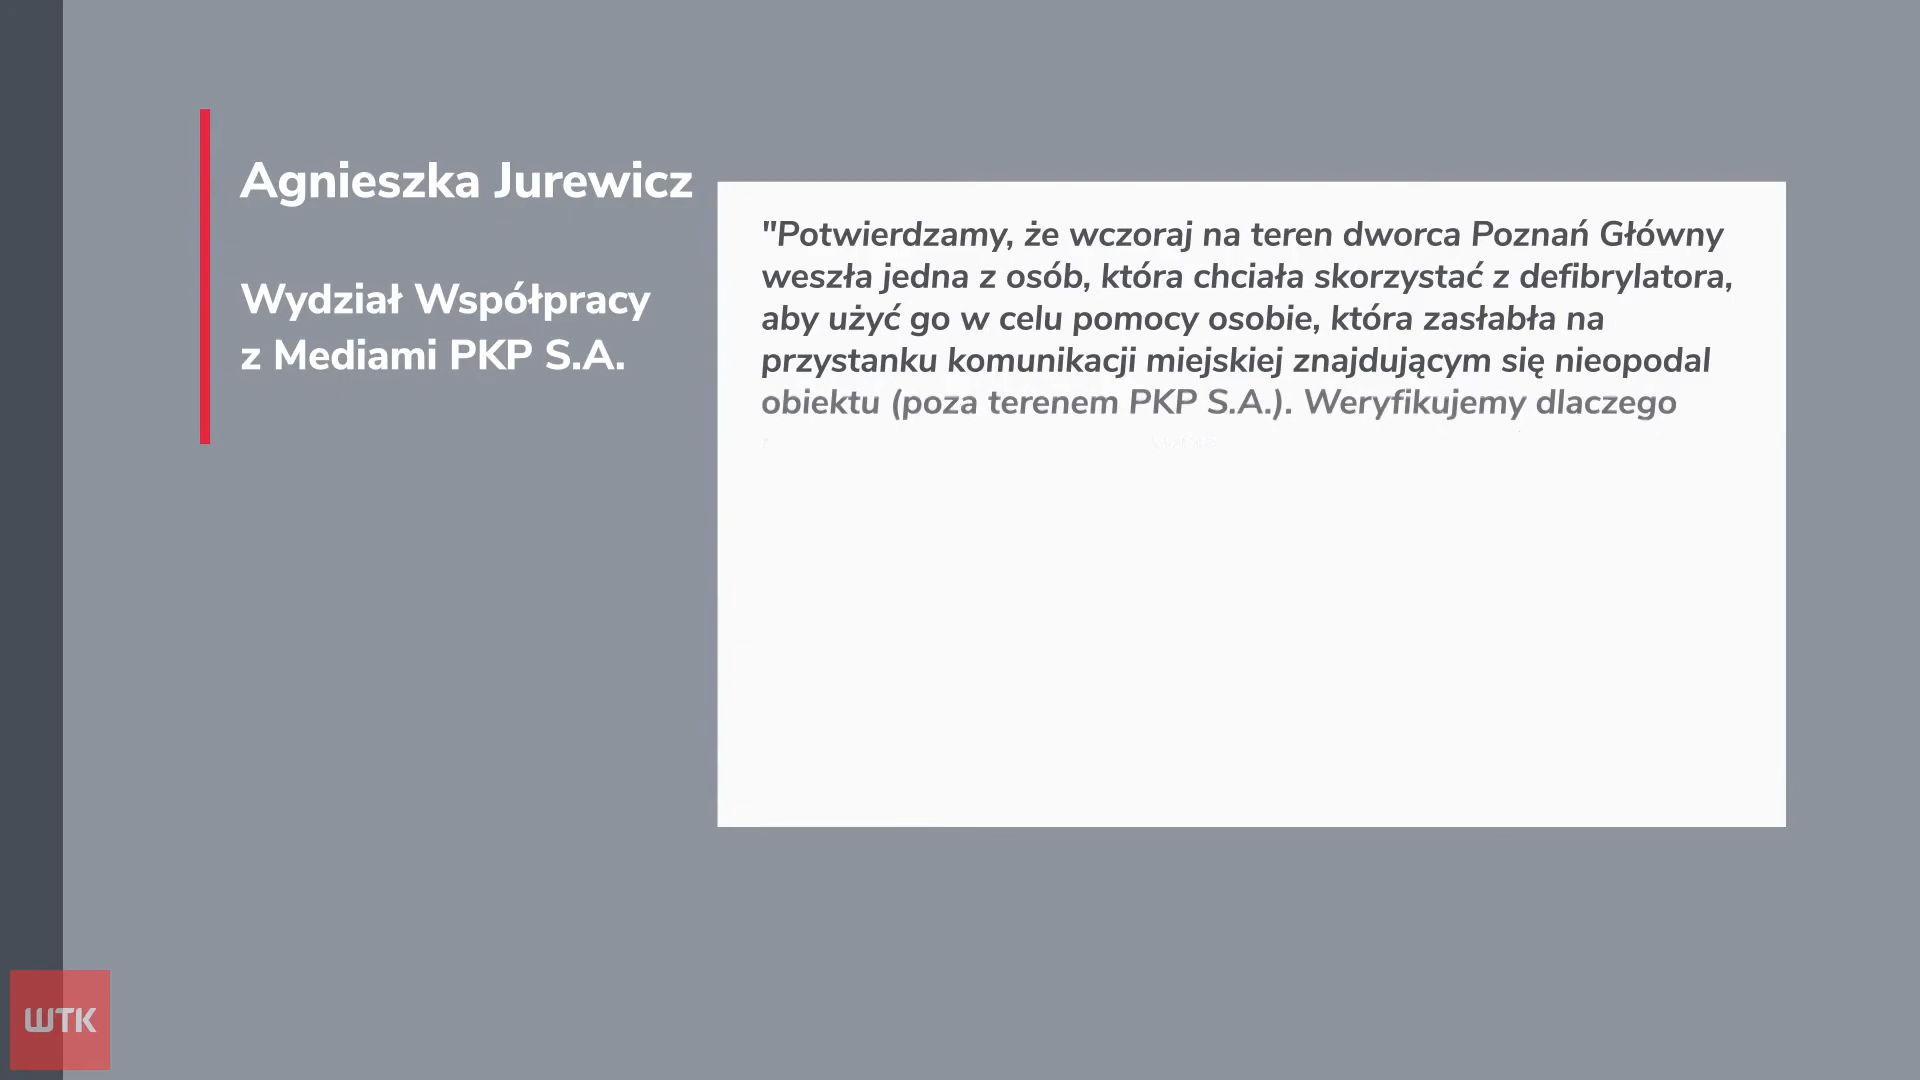 Agnieszka Jurewicz
Wydział Współpracy
z Mediami PKP S.A.
"Potwierdzamy, że wczoraj na teren dworca Poznań Główny
weszła jedna z osób, która chciała skorzystać z defibrylatora,
aby użyć go w celu pomocy osobie, która zasłabła na
przystanku komunikacji miejskiej znajdującym się nieopodal
obiektu (poza terenem PKP S.A.). Weryfikujemy dlaczego
WTK